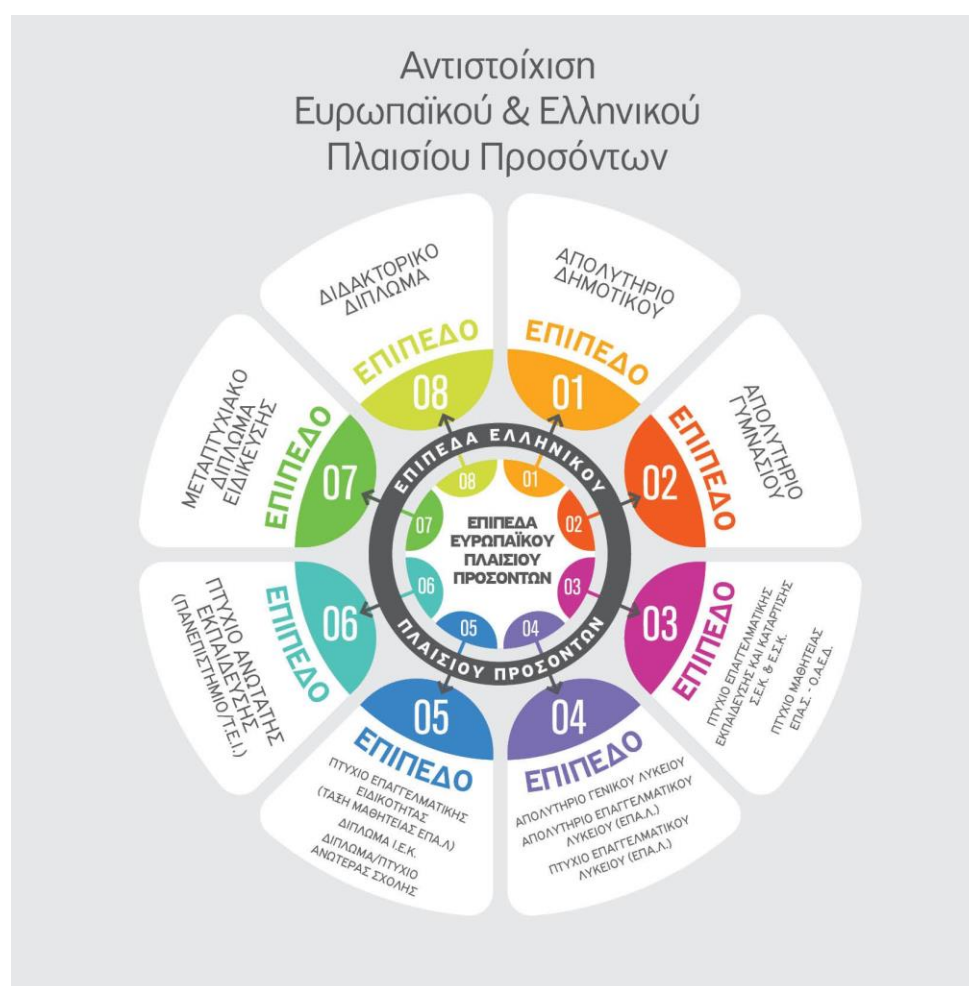 Αντιστοίχιση
Ευρωπαϊκού & Ελληνικού
Πλαισίου Προσόντων
ΑΠΟΛΥΤΗΡΙΟ
ΔΗΜΟΤΙΚΟΥ
ΕΠΙΠΕΔΟ
01
ΑΠΟΛΥΤΗΡΙΟ
ΓΥΜΝΑΣΙΟΥ
ΕΠΙΠΕΔΟ
02
ΕΠΙΠΕΔΟ
03
ΠΤΥΧΙΟ ΕΠΑΓΓΕΛΜΑΤΙΚΗΣ
ΕΚΠΑΙΔΕΥΣΗΣ ΚΑΙ ΚΑΤΑΡΤΙΣΗΣ
Σ.Ε.Κ. & Ε.Σ.Κ.
ΠΤΥΧΙΟ ΜΑΘΗΤΕΙΑΣ
ΕΠΑ.Σ. - Ο.Α.Ε.Δ.
04
ΕΠΙΠΕΔΟ
ΑΠΟΛΥΤΗΡΙΟ ΓΕΝΙΚΟΥ ΛΥΚΕΙΟΥ
ΑΠΟΛΥΤΗΡΙΟ ΕΠΑΓΓΕΛΜΑΤΙΚΟΥ
ΛΥΚΕΙΟΥ (ΕΠΑ.Λ.)
ΠΤΥΧΙΟ ΕΠΑΓΓΕΛΜΑΤΙΚΟΥ
ΛΥΚΕΙΟΥ (ΕΠΑ.Λ.)
05
ΕΠΙΠΕΔΟ
ΠΤΥΧΙΟ ΕΠΑΓΓΕΛΜΑΤΙΚΗΣ
ΕΙΔΙΚΟΤΗΤΑΣ
(ΤΑΞΗ ΜΑΘΗΤΕΙΑΣ ΕΠΑ.Λ)
ΔΙΠΛΩΜΑ Ι.Ε.Κ.
ΔΙΠΛΩΜΑ/ΠΤΥΧΙΟ
ΑΝΩΤΕΡΑΣ ΣΧΟΛΗΣ
06
ΕΠΙΠΕΔΟ
ΠΤΥΧΙΟ ΑΝΩΤΑΤΗΣ
ΕΚΠΑΙΔΕΥΣΗΣ
(ΠΑΝΕΠΙΣΤΗΜΙΟ/Τ.Ε.Ι.)
ΜΕΤΑΠΤΥΧΙΑΚΟ
ΔΙΠΛΩΜΑ
ΕΙΔΙΚΕΥΣΗΣ
ΕΠΙΠΕΔΟ
07
ΔΙΔΑΚΤΟΡΙΚΟ
ΔΙΠΛΩΜΑ
ΕΠΙΠΕΔΟ
08
ΕΠΙΠΕΔΑ ΕΛΛΗΝΙΚΟΥ
ΠΛΑΙΣΙΟΥ ΠΡΟΣΟΝΤΩΝ
01
02
03
04
05
06
07
08
ΕΠΙΠΕΔΑ
ΕΥΡΩΠΑΪΚΟΥ
ΠΛΑΙΣΙΟΥ
ΠΡΟΣΟΝΤΩΝ